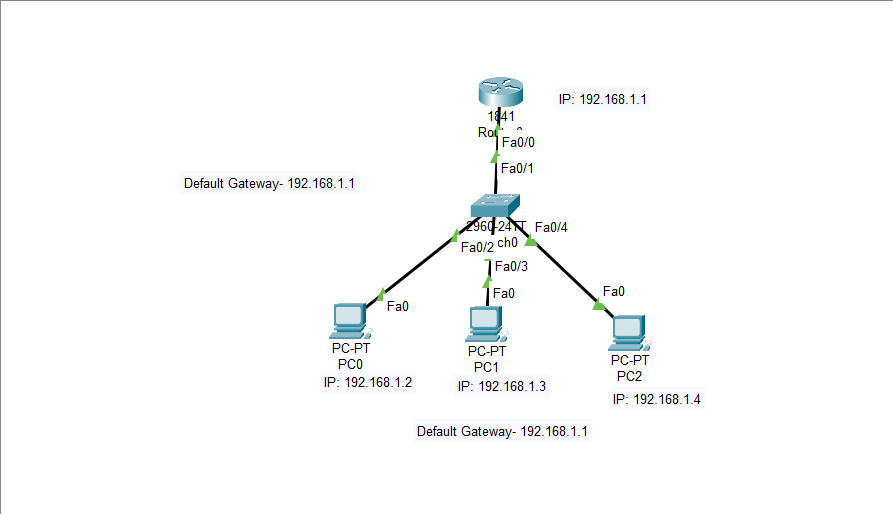 IP: 192.168.1.1
1841
Fa0/0
Fa0/1
Default Gateway- 192.168.1.1
2960-24TT
Fa0/4
Fa0/2
Fa0/3
Fa0
Fa0
Fa0
PC-PT
PC0
IP: 192.168.1.2
PC-PT
PC1
IP: 192.168.1.3
PC-PT
PC2
IP: 192.168.1.4
Default Gateway- 192.168.1.1